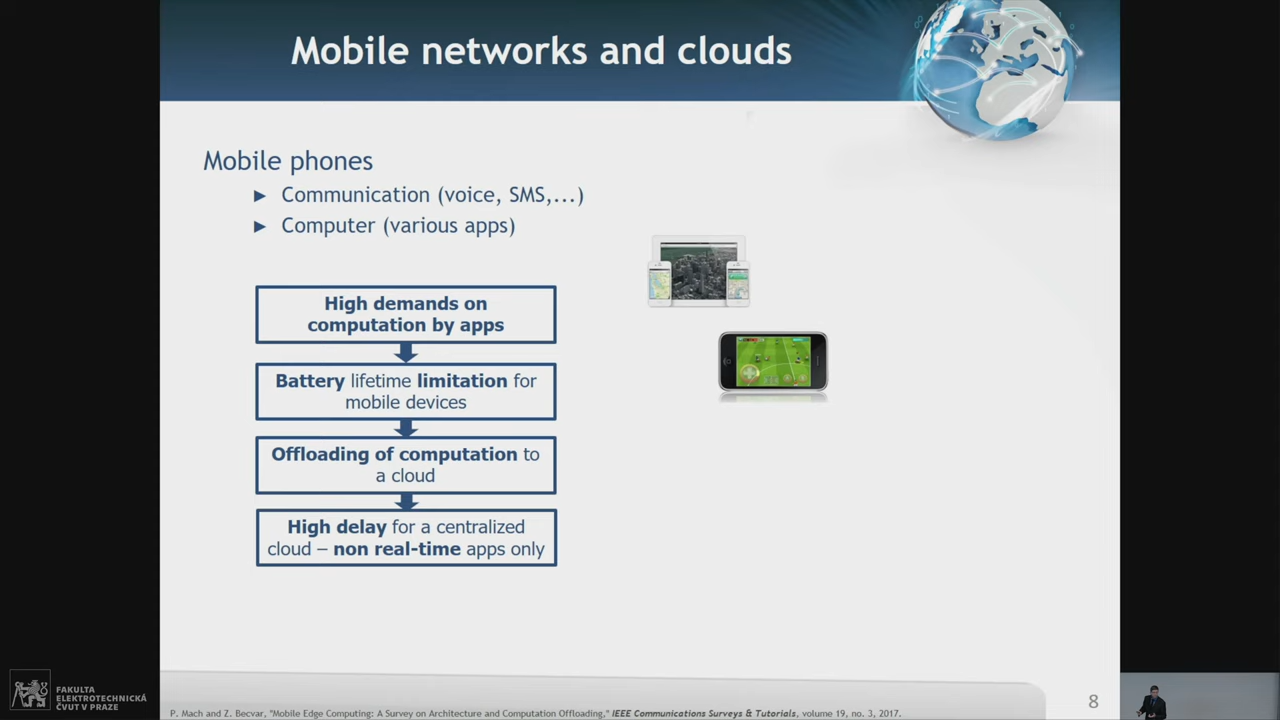 Mobile networks and clouds
Mobile phones
► Communication (voice, SMS,...)
► Computer (various apps)
High demands on
computation by apps
Battery lifetime limitation for
mobile devices
Offloading of computation to
a cloud
High delay for a centralized
cloud – non real-time apps only
8
P. Mach and Z. Becvar, "Mobile Edge Computing: A Survey on Architecture and Computation Offloading," IEEE Communications Surveys & Tutorials, volume 19, no. 3, 2017.
FAKULTA
ELEKTROTECHNICKÁ
ČVUT V PRAZE